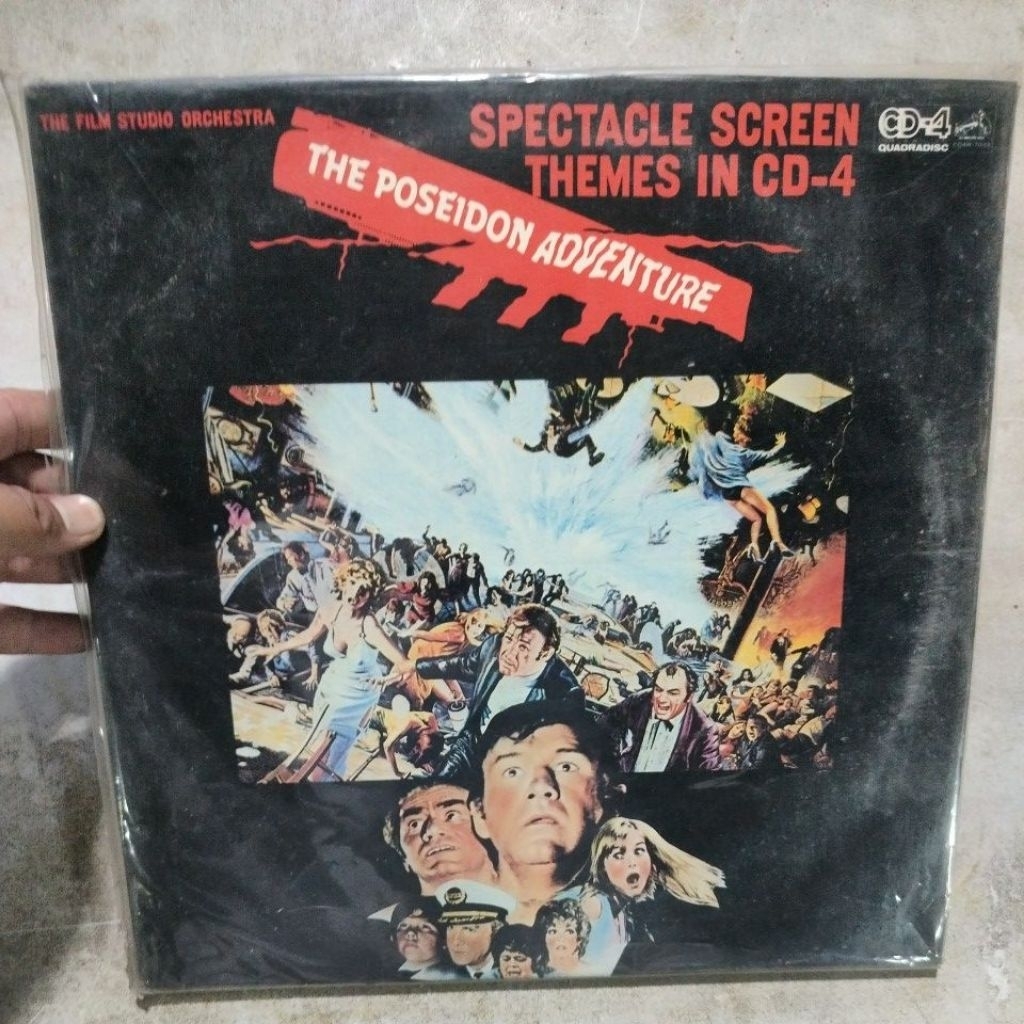 THE FILM STUDIO ORCHESTRA
SPECTACLE SCREEN
THEMES IN CD-4
CD-4
QUADRADISC
THE POSEIDON ADVENTURE